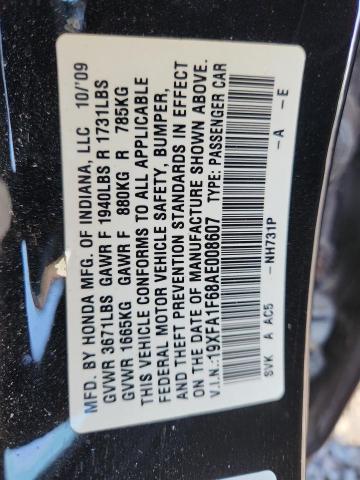 MFD. BY HONDA MFG. OF INDIANA, LLC 10/'09
GVWR 3671LBS GAWR F 1940LBS R 1731LBS
GVWR 1665KG GAWR F 880KG R 785KG
THIS VEHICLE CONFORMS TO ALL APPLICABLE
FEDERAL MOTOR VEHICLE SAFETY, BUMPER,
AND THEFT PREVENTION STANDARDS IN EFFECT
ON THE DATE OF MANUFACTURE SHOWN ABOVE.
V.I.N.:19XFA1F68AE008607 TYPE: PASSENGER CAR
NH731P -A -E
SVK A AC5